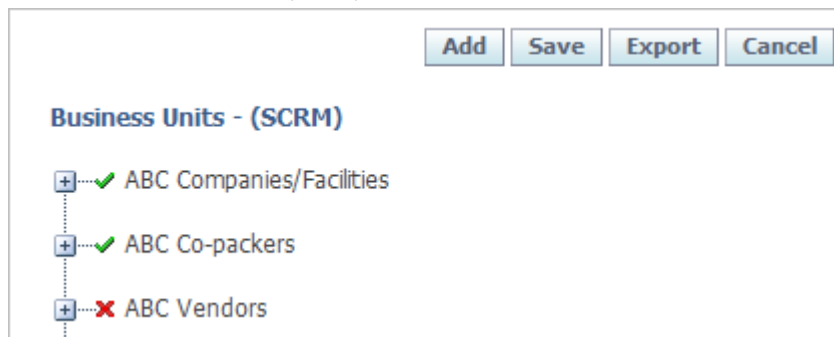 Add Save Export Cancel
Business Units - (SCRM)
ABC Companies/Facilities
ABC Co-packers
ABC Vendors